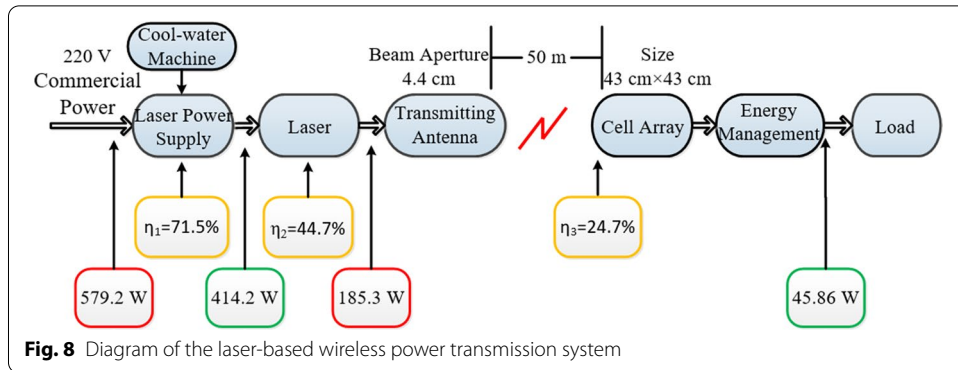 Cool-water
Machine
220 V
Commercial
Power
Laser Power
Supply
Laser
Beam Aperture
4.4 cm
Transmitting
Antenna
50 m
Size
43 cm×43 cm
Cell Array
Energy
Management
Load
η₁=71.5%
η₂=44.7%
η₃=24.7%
579.2 W
414.2 W
185.3 W
45.86 W
Fig. 8 Diagram of the laser-based wireless power transmission system